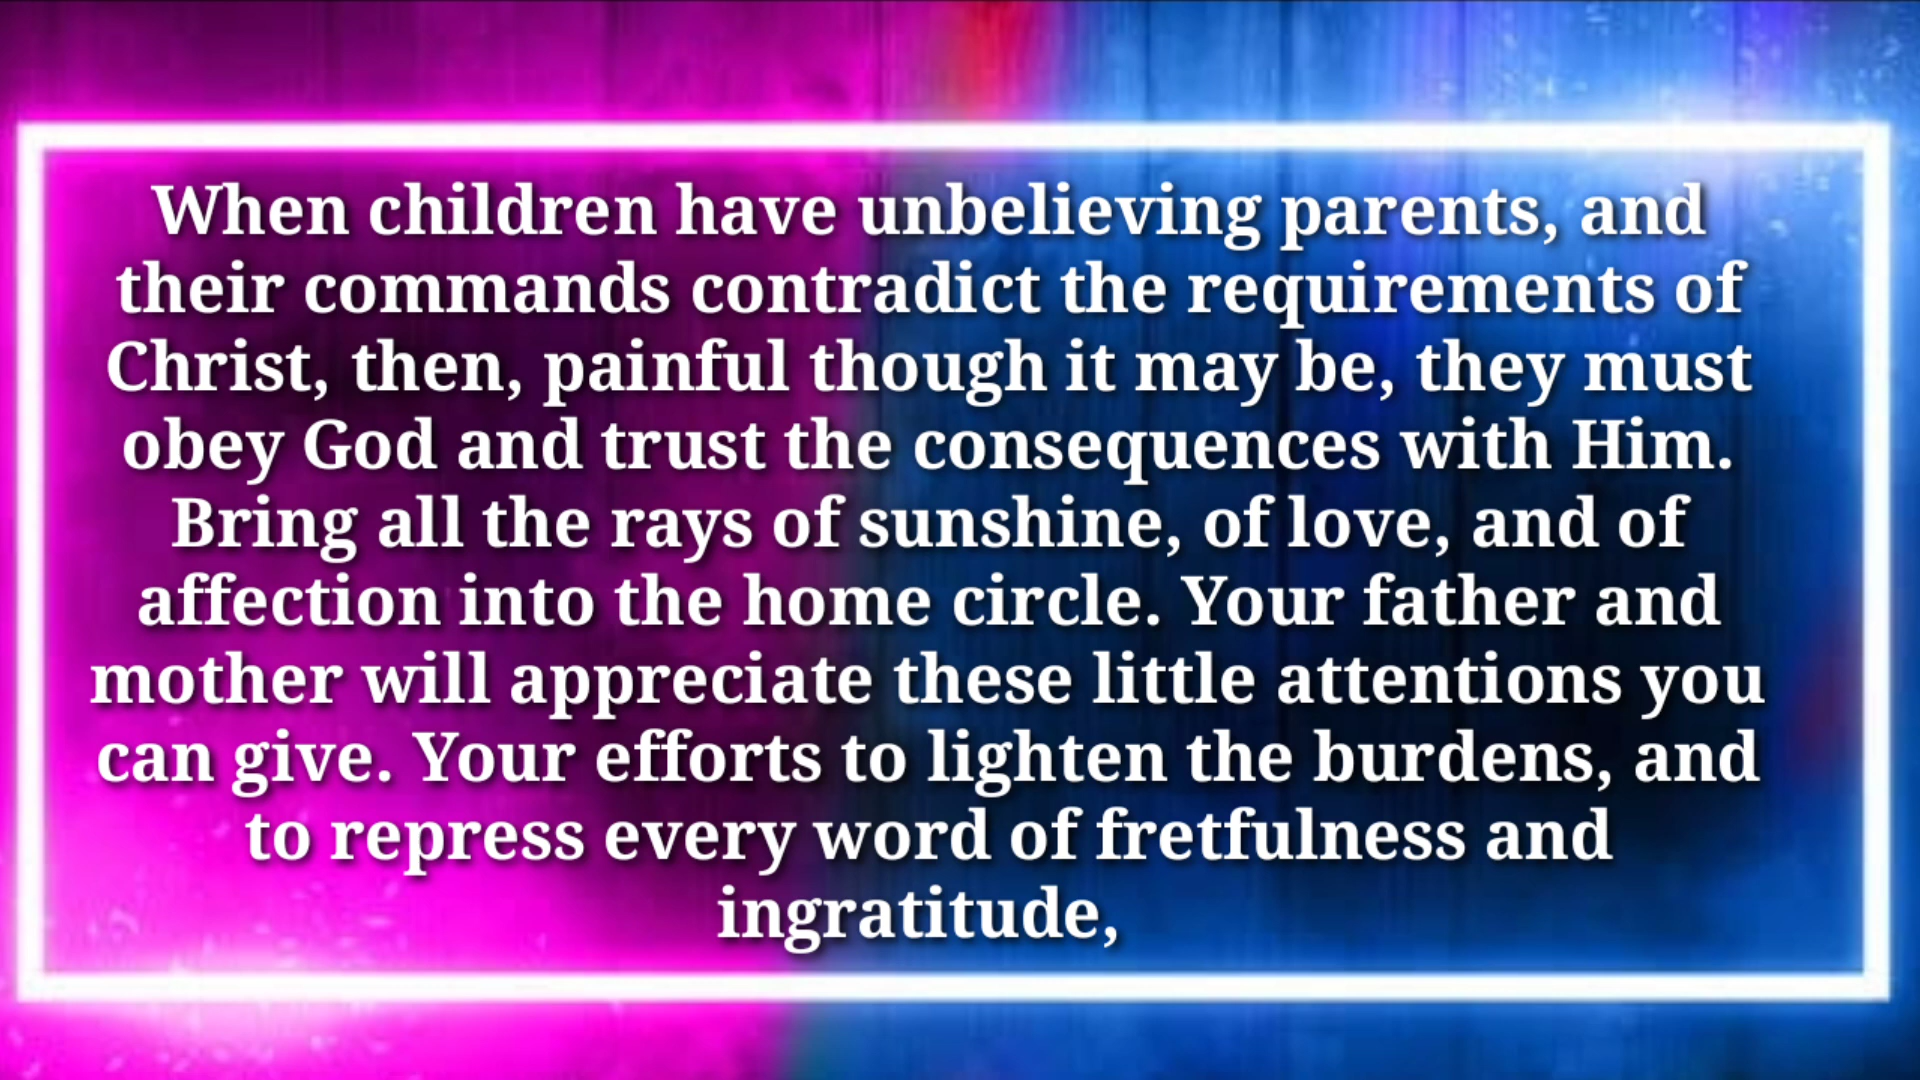 When children have unbelieving parents, and
their commands contradict the requirements of
Christ, then, painful though it may be, they must
obey God and trust the consequences with Him.
Bring all the rays of sunshine, of love, and of
affection into the home circle. Your father and
mother will appreciate these little attentions you
can give. Your efforts to lighten the burdens, and
to repress every word of fretfulness and
ingratitude,